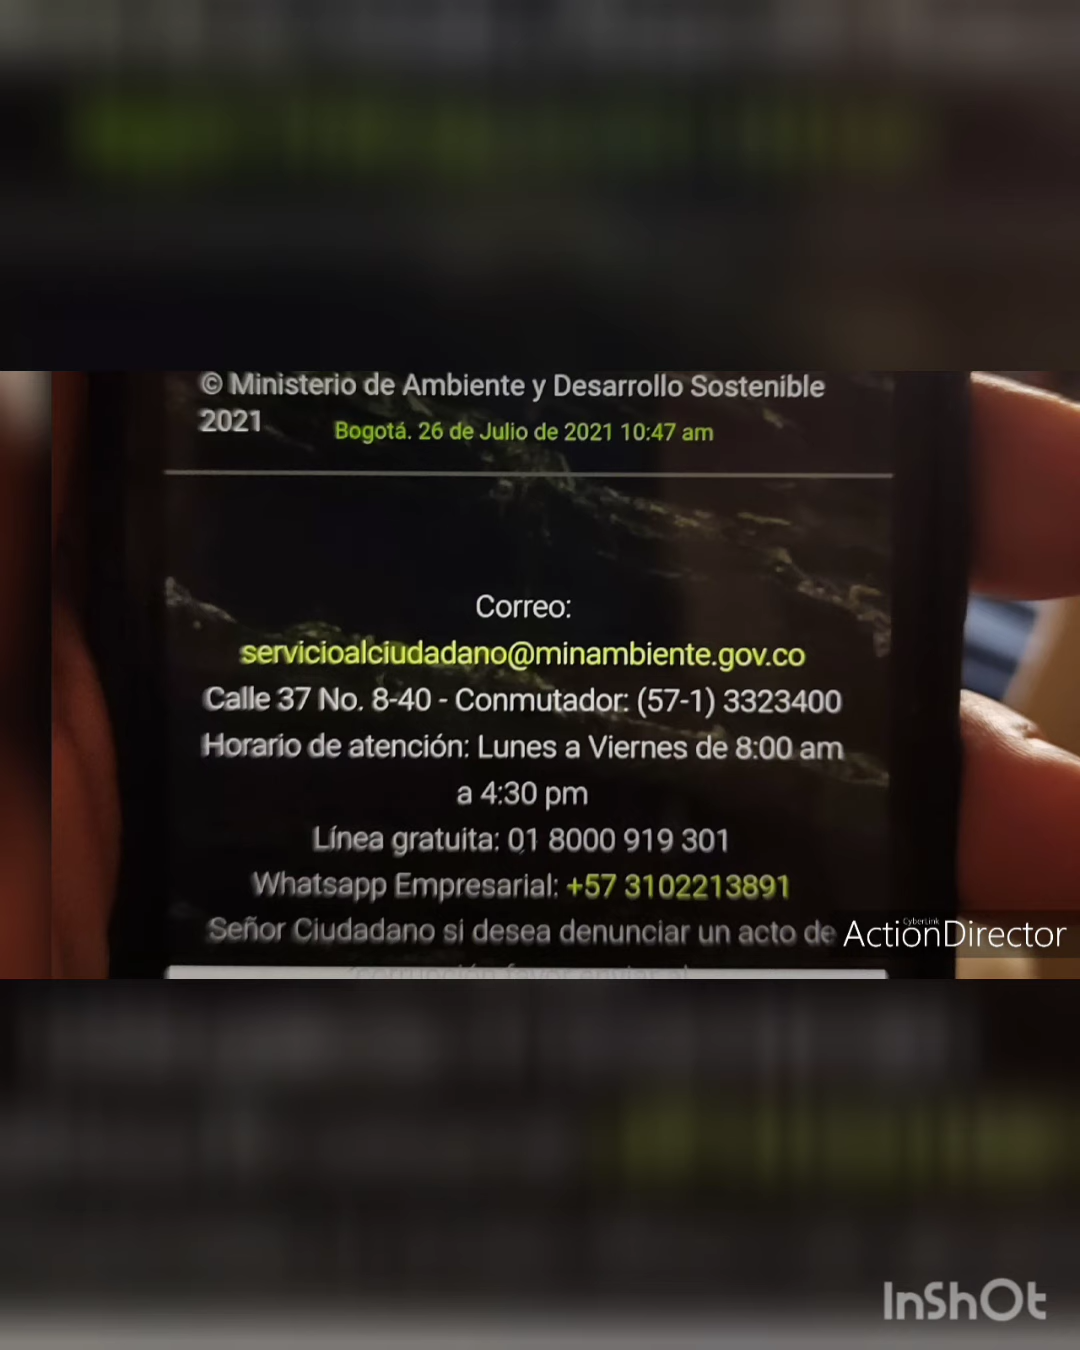 © Ministerio de Ambiente y Desarrollo Sostenible
2021
Bogotá. 26 de Julio de 2021 10:47 am
Correo:
servicioalciudadano@minambiente.gov.co
Calle 37 No. 8-40 - Conmutador: (57-1) 3323400
Horario de atención: Lunes a Viernes de 8:00 am
a 4:30 pm
Línea gratuita: 01 8000 919 301
Whatsapp Empresarial: +57 3102213891
Señor Ciudadano si desea denunciar un acto de
CyberLink
ActionDirector
InShOt